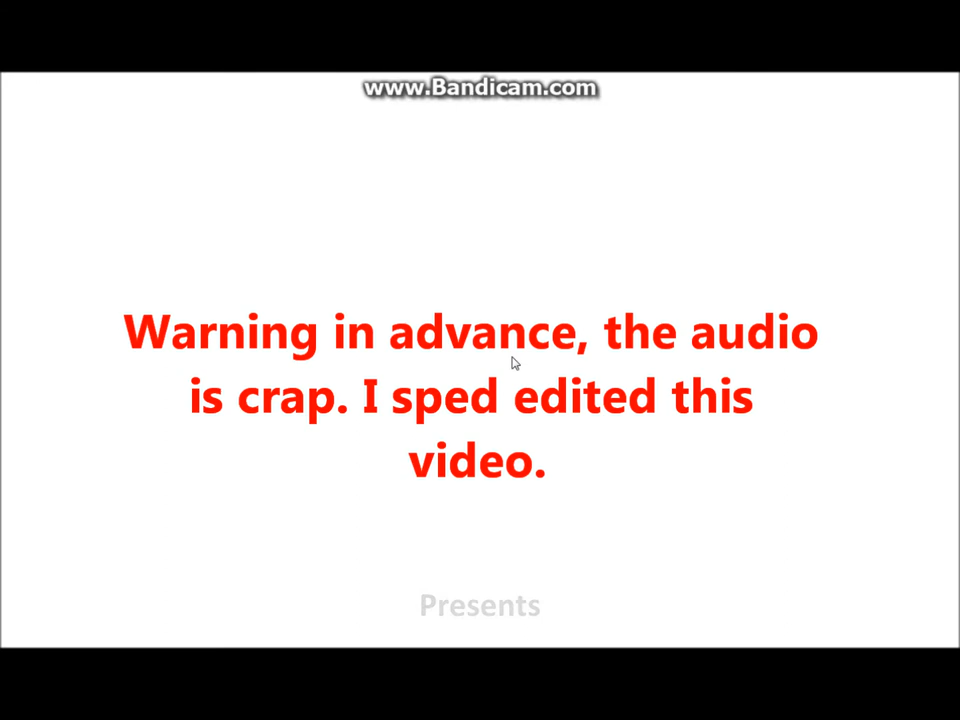 www.Bandicam.com
Warning in advance, the audio
is crap. I sped edited this
video.
Presents